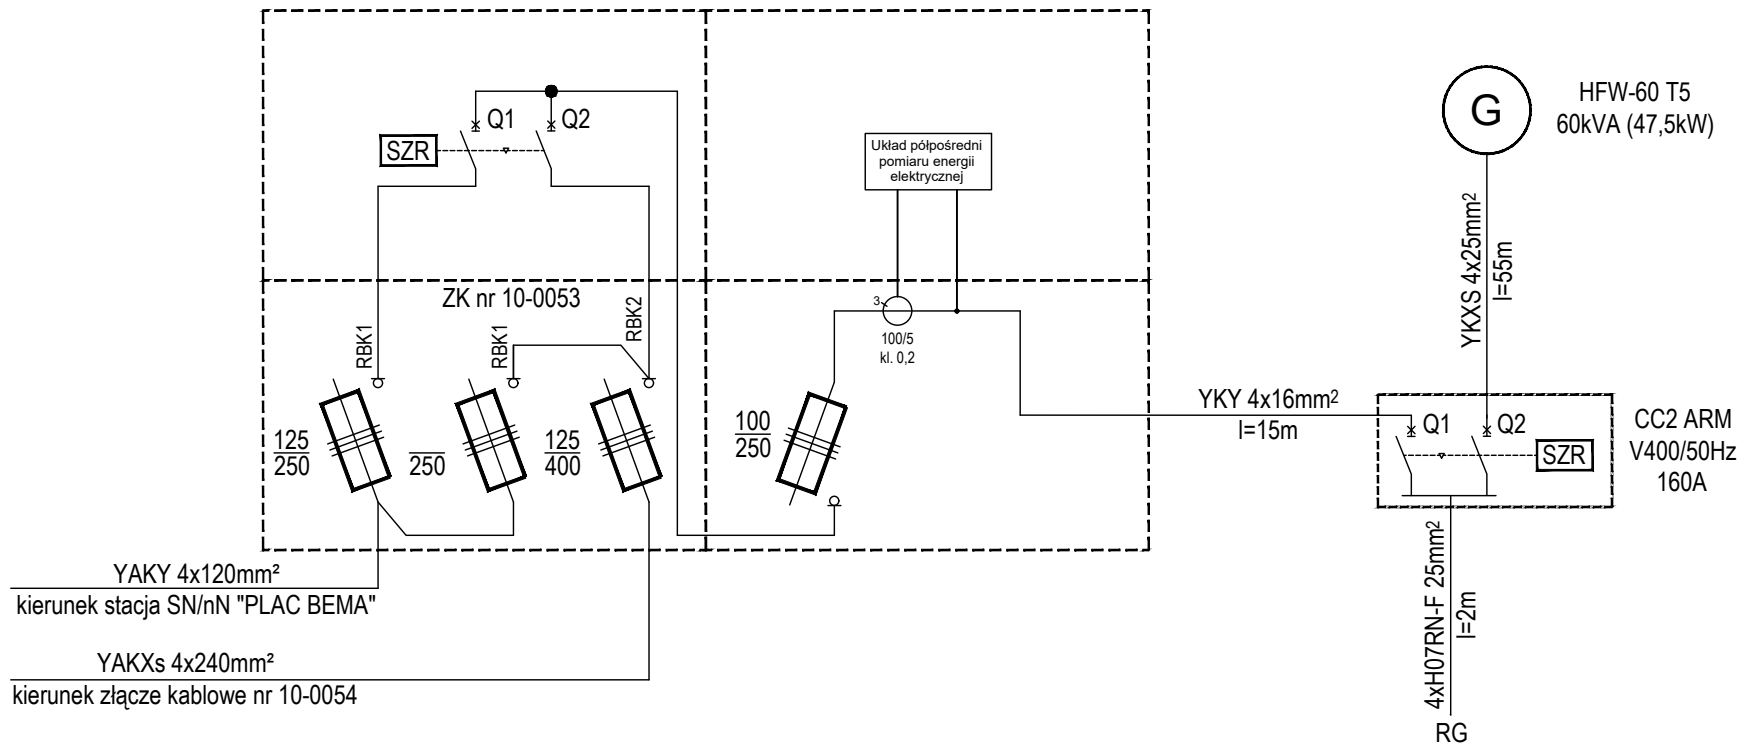 Q1
Q2
SZR
Układ półpośredni
pomiaru energii
elektrycznej
G
HFW-60 T5
60kVA (47,5kW)
YKXS 4x25mm²
l=55m
ZK nr 10-0053
RBK1
RBK1
RBK2
3
100/5
kl. 0,2
125
250
250
125
400
100
250
YKY 4x16mm²
l=15m
Q1
Q2
SZR
CC2 ARM
V400/50Hz
160A
4xH07RN-F 25mm²
l=2m
RG
YAKY 4x120mm²
kierunek stacja SN/nN "PLAC BEMA"
YAKXs 4x240mm²
kierunek złącze kablowe nr 10-0054